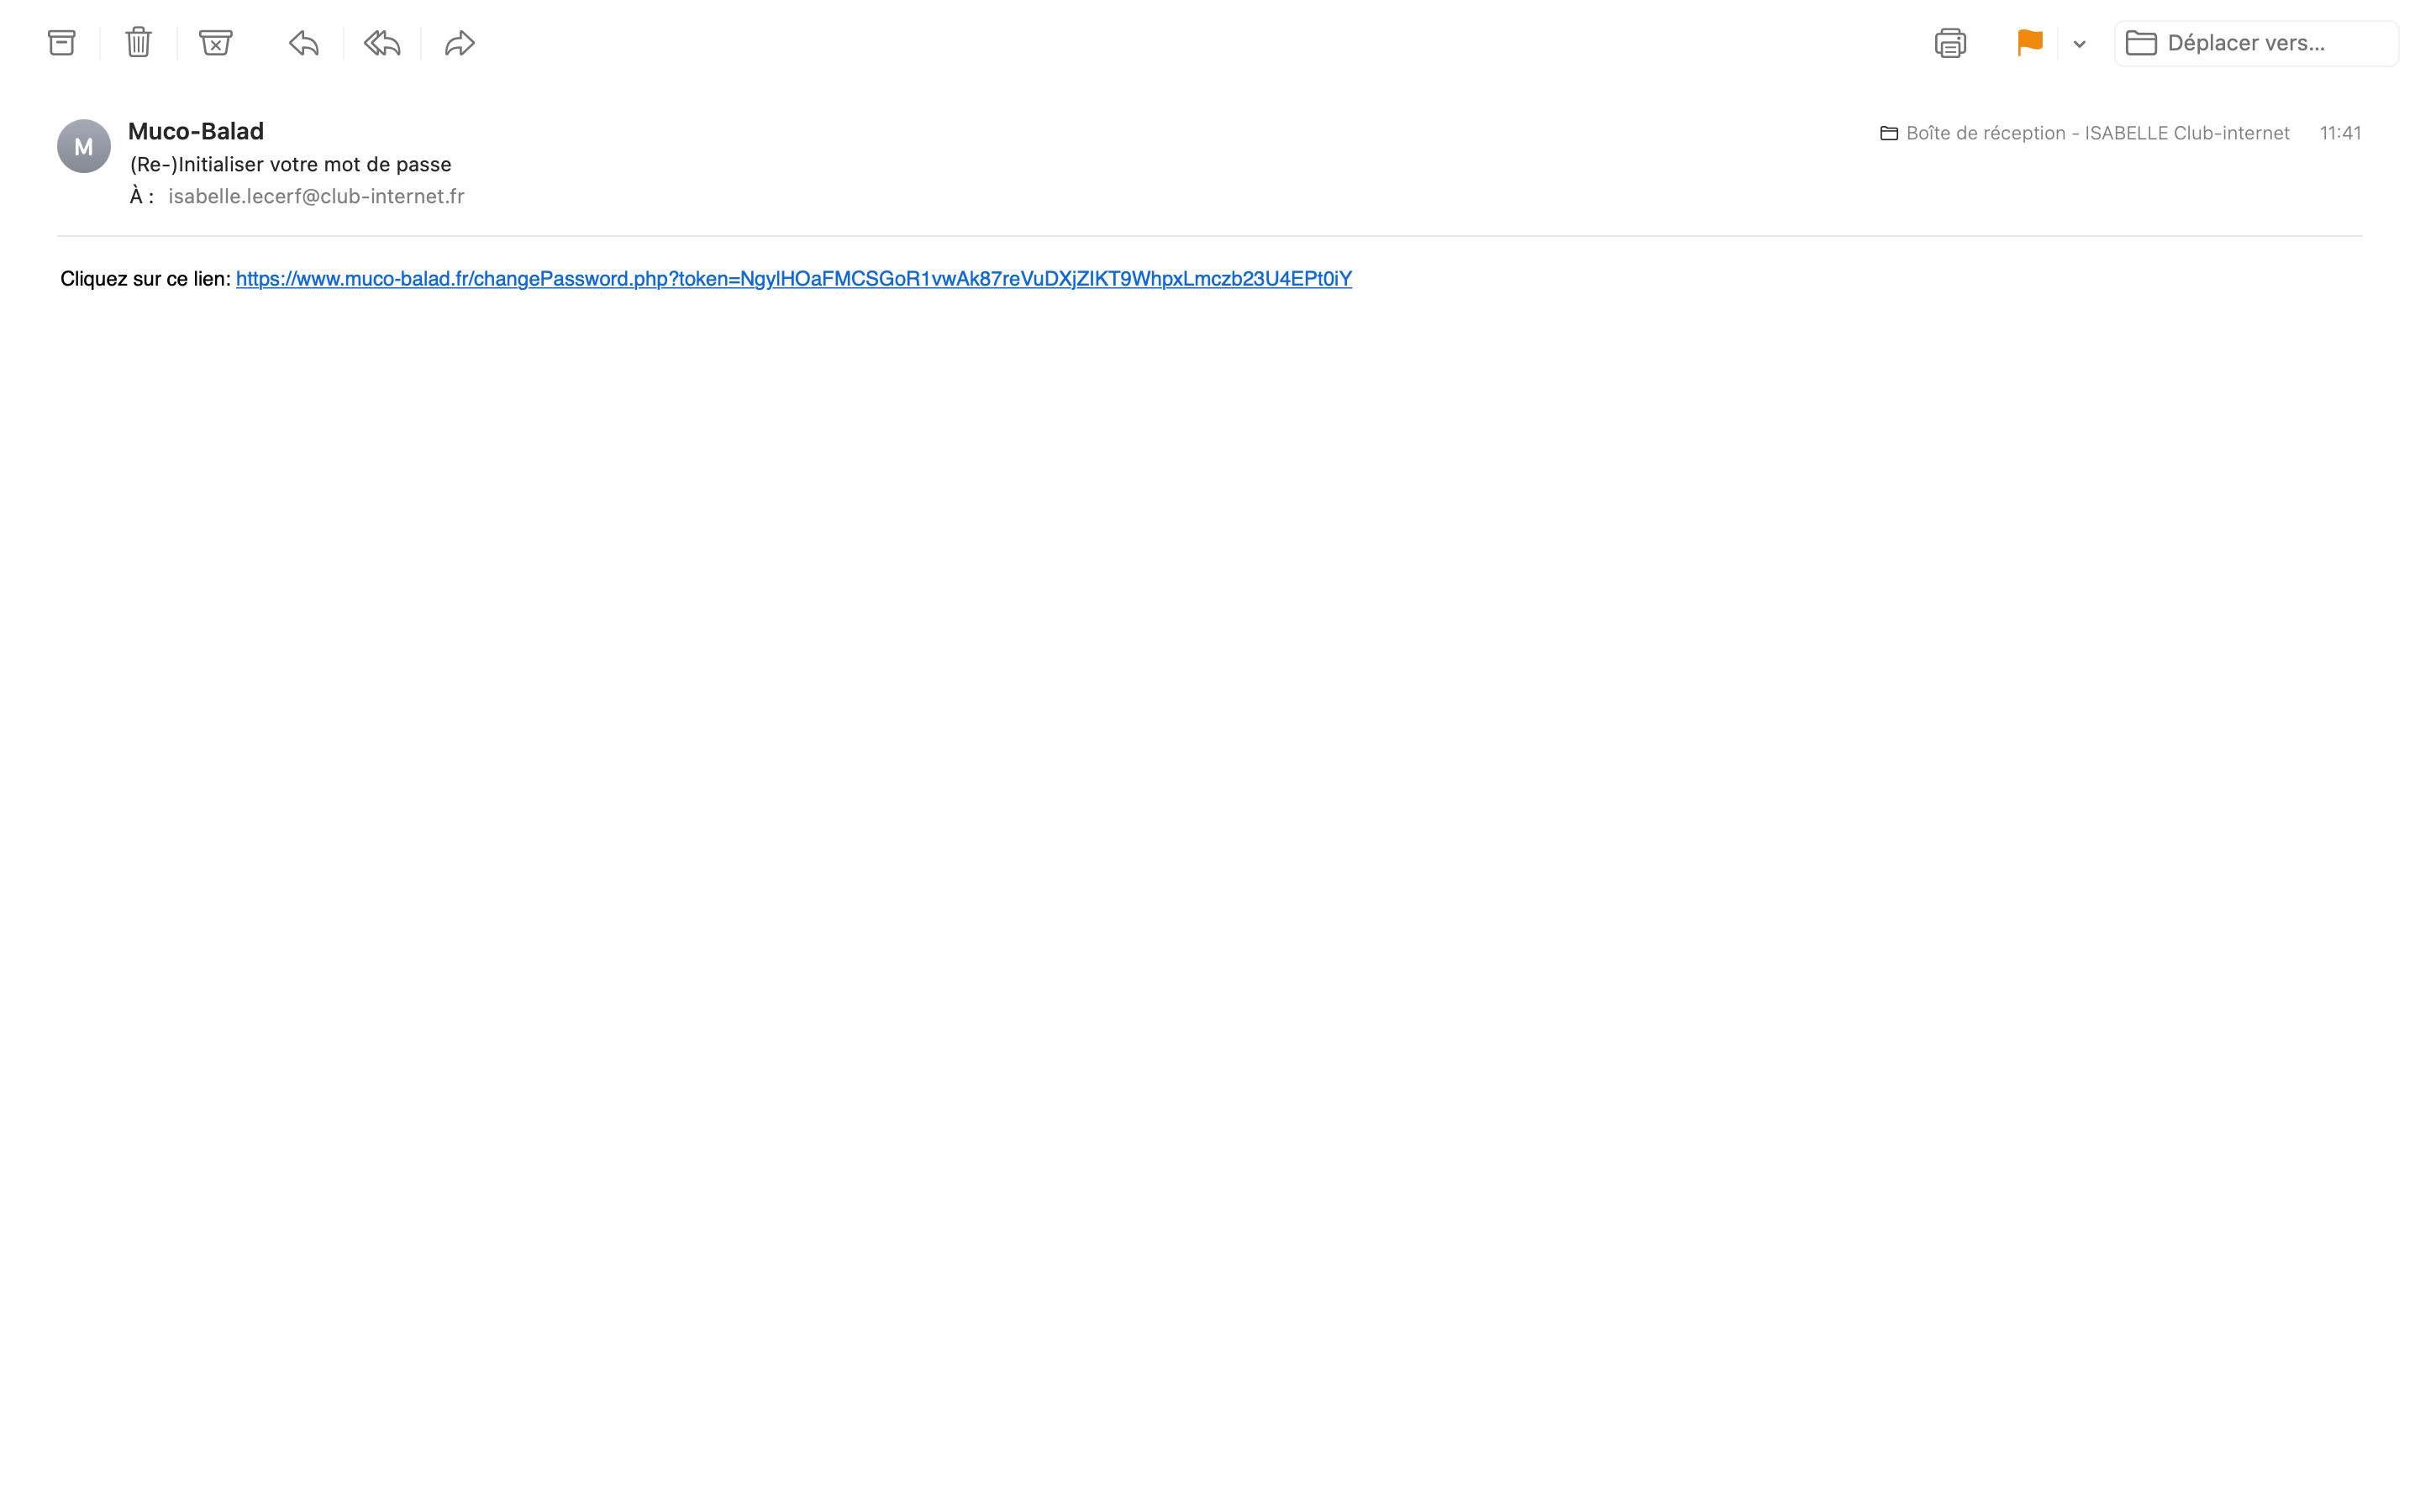 Déplacer vers...
M
Muco-Balad
Boîte de réception - ISABELLE Club-internet 11:41
(Re-)Initialiser votre mot de passe
À : isabelle.lecerf@club-internet.fr
Cliquez sur ce lien: https://www.muco-balad.fr/changePassword.php?token=NgylHOaFMCSGoR1vwAk87reVuDXjZIKT9WhpxLmczb23U4EPt0iY